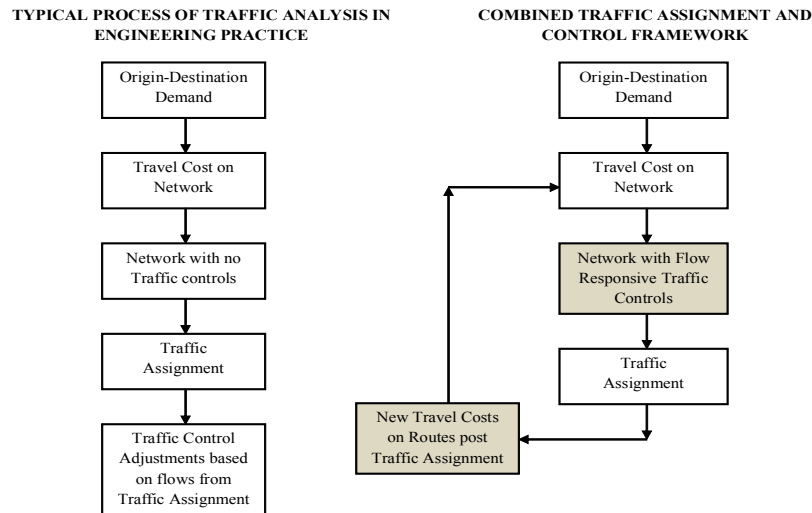 TYPICAL PROCESS OF TRAFFIC ANALYSIS IN
ENGINEERING PRACTICE
Origin-Destination
Demand
Travel Cost on
Network
Network with no
Traffic controls
Traffic
Assignment
Traffic Control
Adjustments based
on flows from
Traffic Assignment
COMBINED TRAFFIC ASSIGNMENT AND
CONTROL FRAMEWORK
Origin-Destination
Demand
Travel Cost on
Network
Network with Flow
Responsive Traffic
Controls
Traffic
Assignment
New Travel Costs
on Routes post
Traffic Assignment